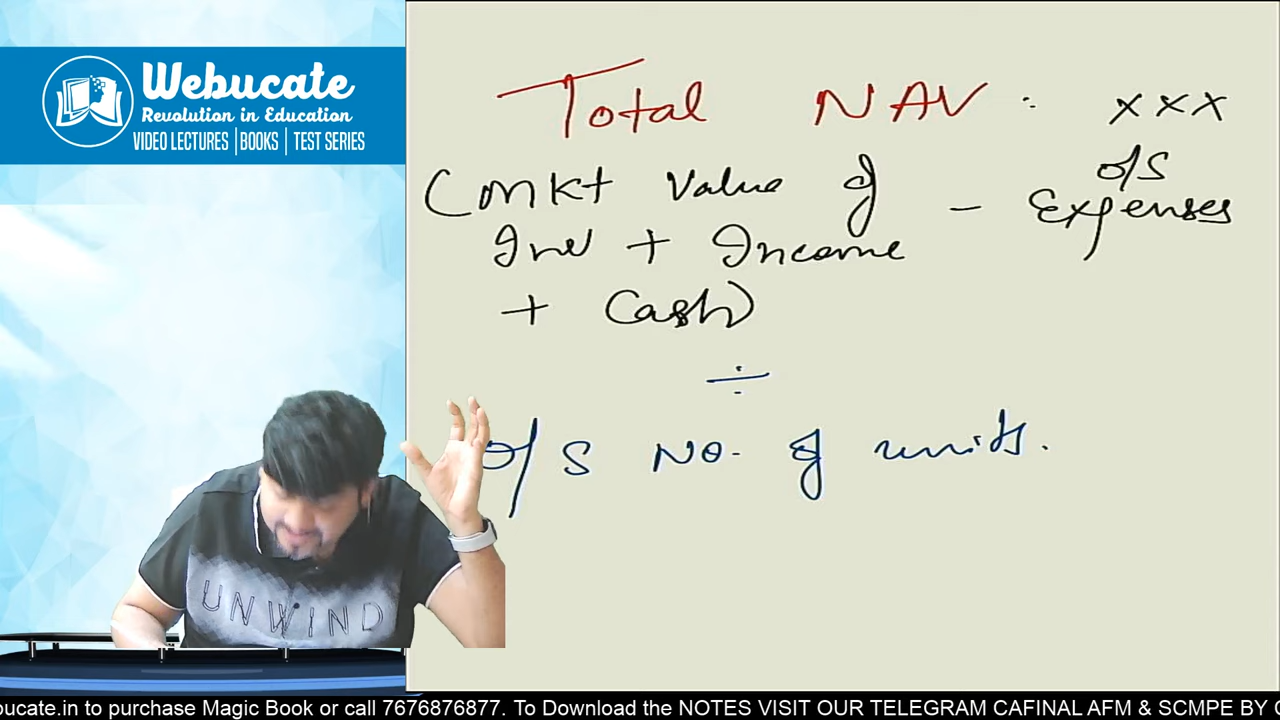 Webucate
Revolution in Education
VIDEO LECTURES | BOOKS | TEST SERIES
Total NAV : xxx
(Mkt Value of
Inv + Income
+ Cash)
- O/S
Expenses
÷
O/S No. of units.
UNWIND
bucate.in to purchase Magic Book or call 7676876877. To Download the NOTES VISIT OUR TELEGRAM CAFINAL AFM & SCMPE BY